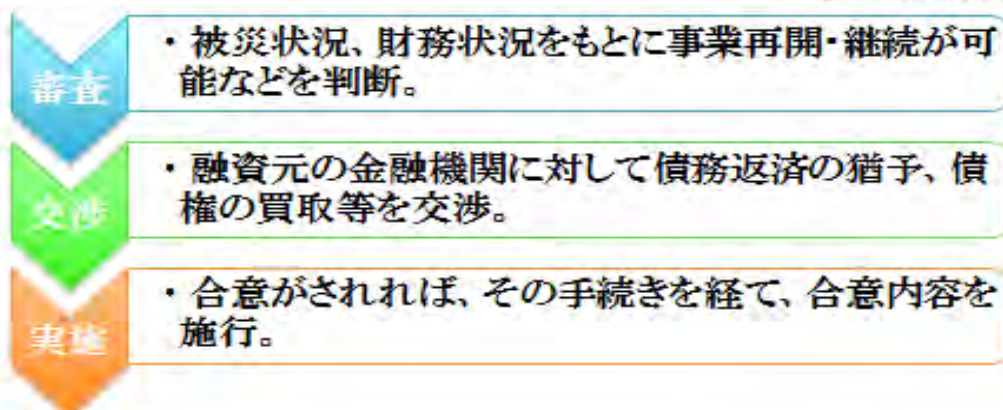 審査
・被災状況、財務状況をもとに事業再開・継続が可
能などを判断。
交渉
・融資元の金融機関に対して債務返済の猶予、債
権の買取等を交渉。
実施
・合意がされれば、その手続きを経て、合意内容を
施行。